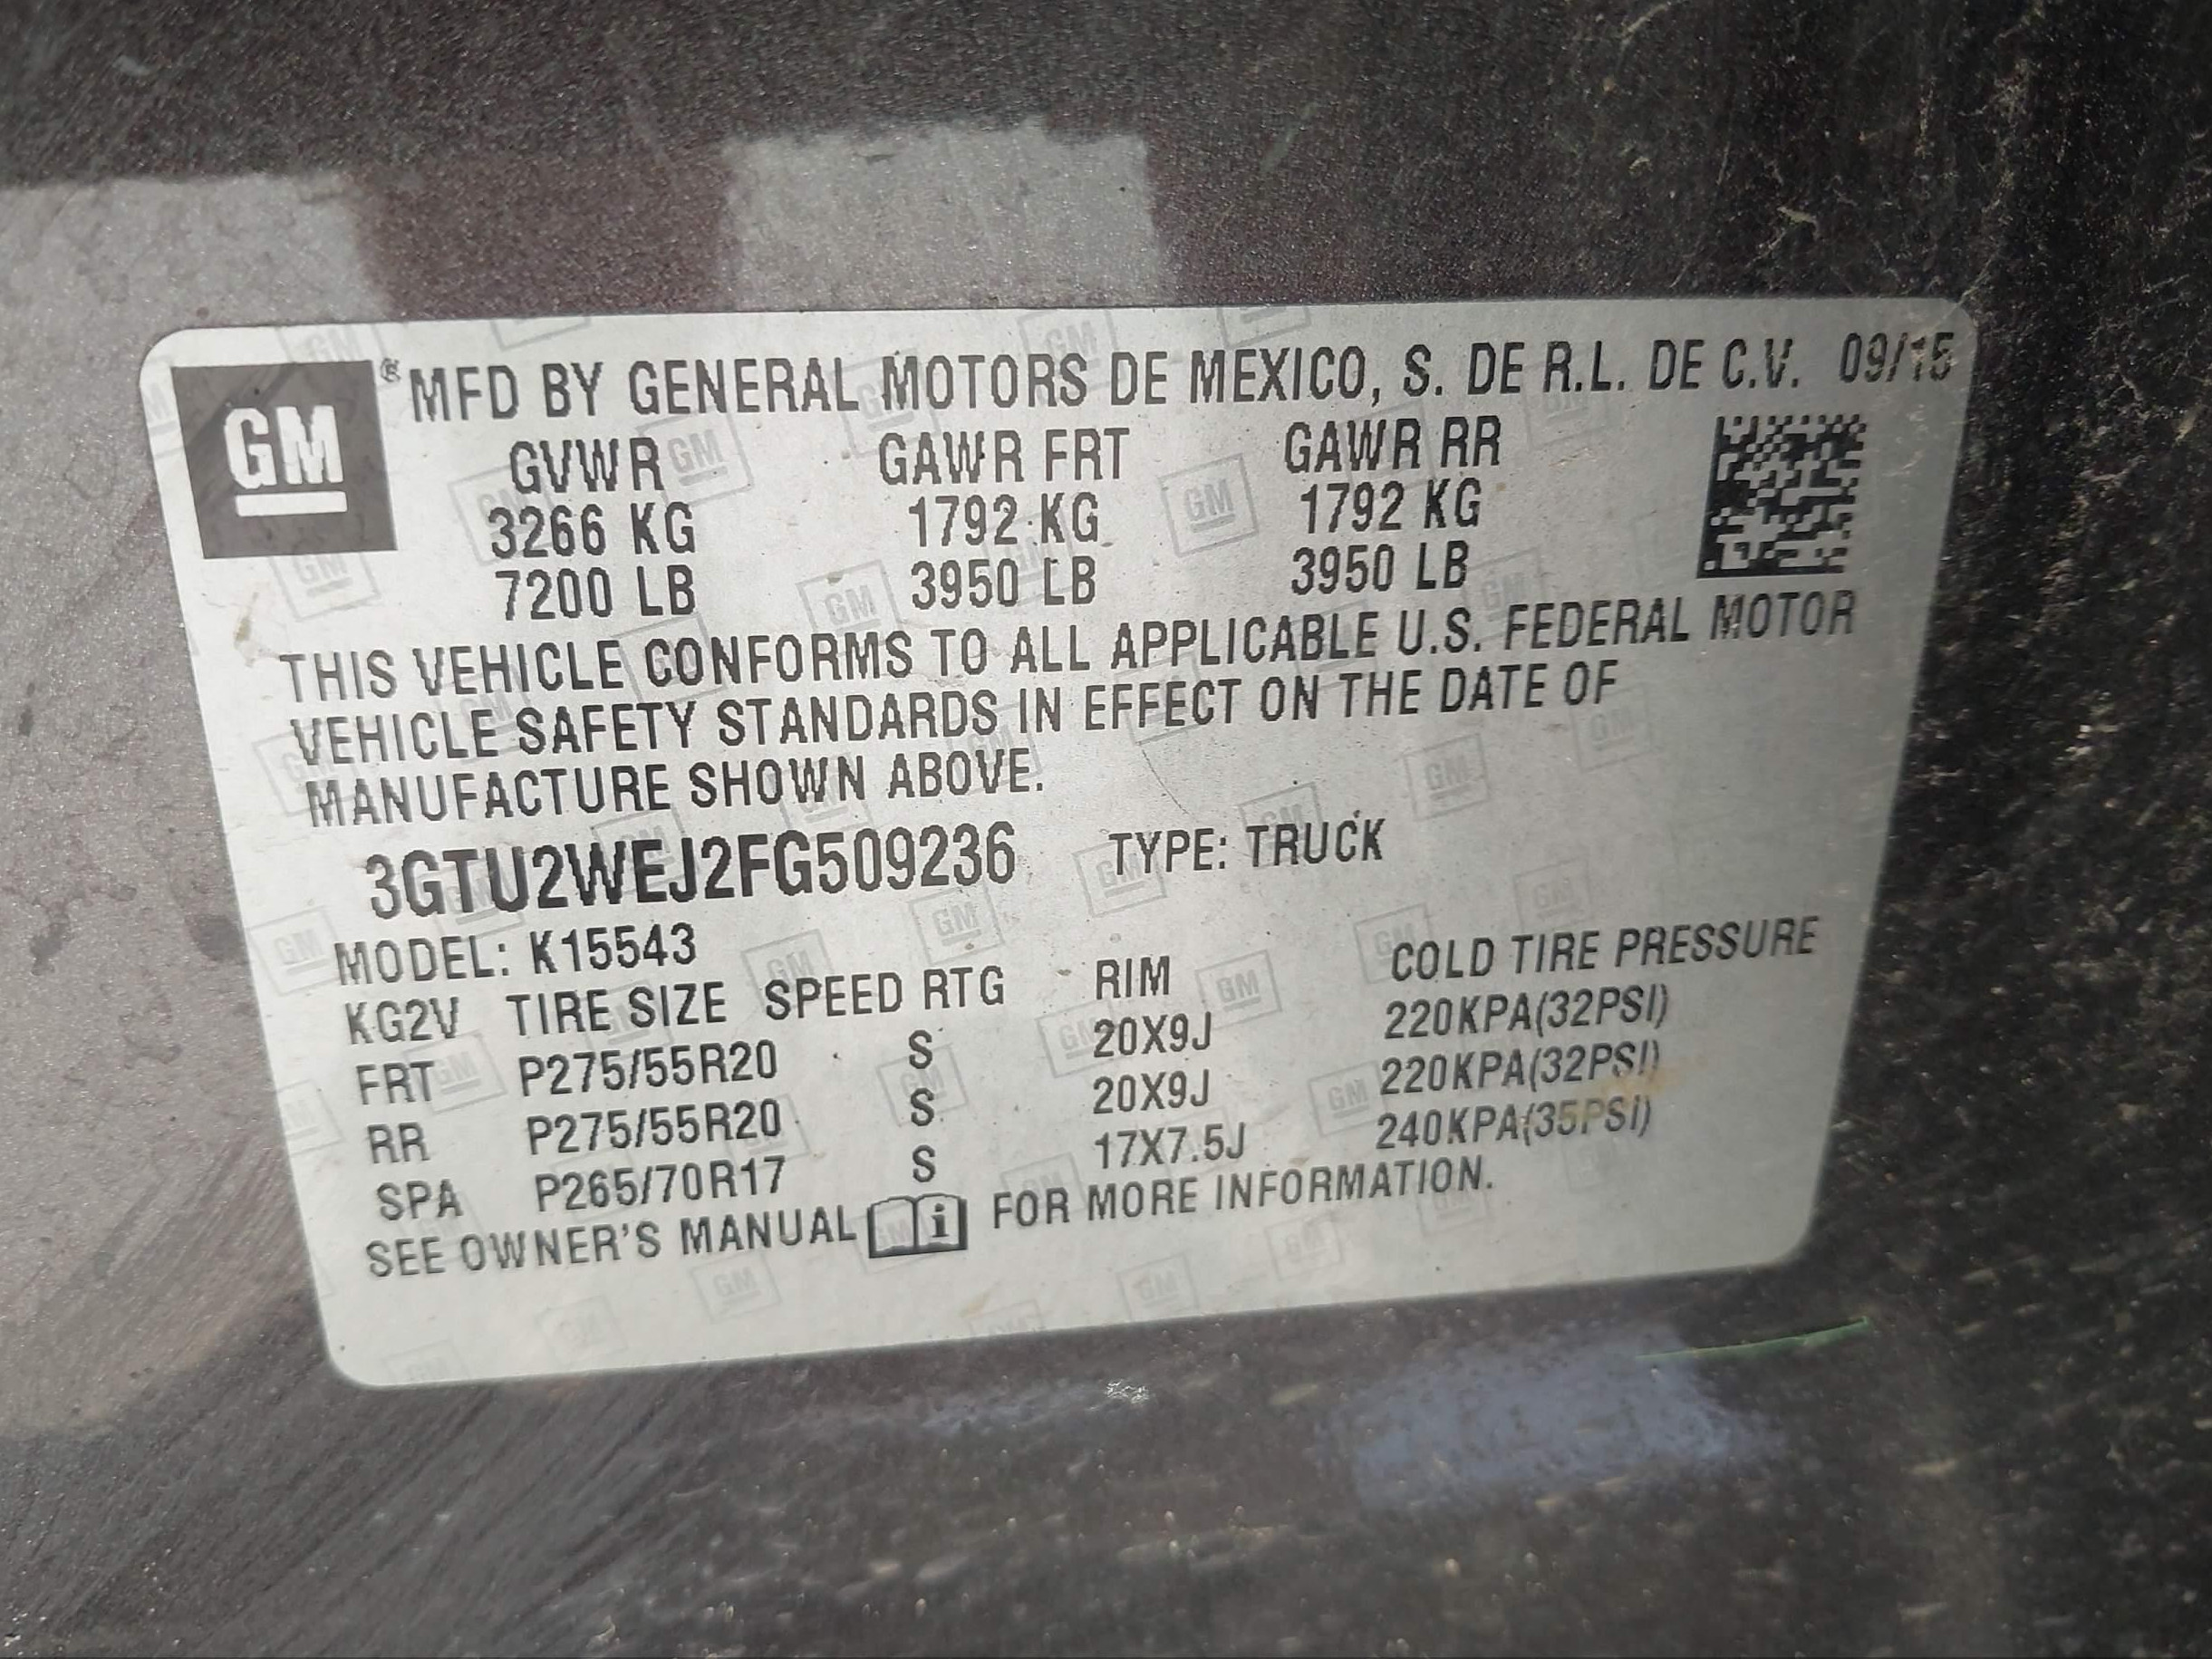 GM ® MFD BY GENERAL MOTORS DE MEXICO, S. DE R.L. DE C.V. 09/15
GVWR GAWR FRT GAWR RR
3266 KG 1792 KG 1792 KG
7200 LB 3950 LB 3950 LB
THIS VEHICLE CONFORMS TO ALL APPLICABLE U.S. FEDERAL MOTOR
VEHICLE SAFETY STANDARDS IN EFFECT ON THE DATE OF
MANUFACTURE SHOWN ABOVE.
3GTU2WEJ2FG509236 TYPE: TRUCK
MODEL: K15543
KG2V TIRE SIZE SPEED RTG RIM COLD TIRE PRESSURE
FRT P275/55R20 S 20X9J 220KPA(32PSI)
RR P275/55R20 S 20X9J 220KPA(32PSI)
SPA P265/70R17 S 17X7.5J 240KPA(35PSI)
SEE OWNER'S MANUAL i FOR MORE INFORMATION.